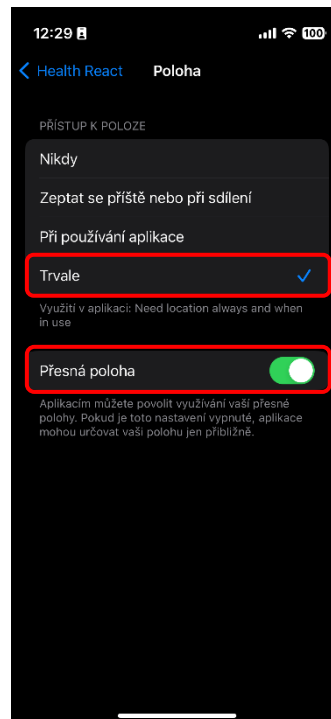 12:29
100
Health React
Poloha
PŘÍSTUP K POLOZE
Nikdy
Zeptat se příště nebo při sdílení
Při používání aplikace
Trvale
Využití v aplikaci: Need location always and when
in use
Přesná poloha
Aplikacím můžete povolit využívání vaší přesné
polohy. Pokud je toto nastavení vypnuté, aplikace
mohou určovat vaši polohu jen přibližně.